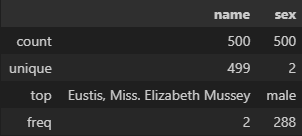 name sex
count 500 500
unique 499 2
top Eustis, Miss. Elizabeth Mussey male
freq 2 288